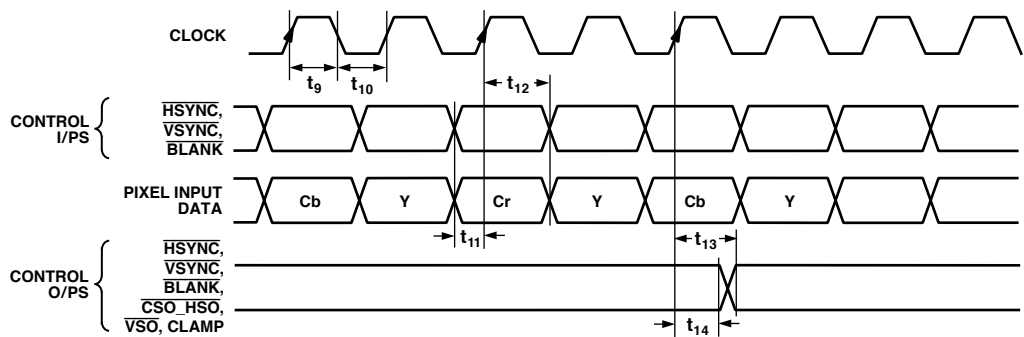 CLOCK
t9
t10
t12
CONTROL
I/PS
HSYNC,
VSYNC,
BLANK
PIXEL INPUT
DATA
Cb
Y
Cr
Y
Cb
Y
t11
t13
CONTROL
O/PS
HSYNC,
VSYNC,
BLANK,
CSO_HSO,
VSO, CLAMP
t14